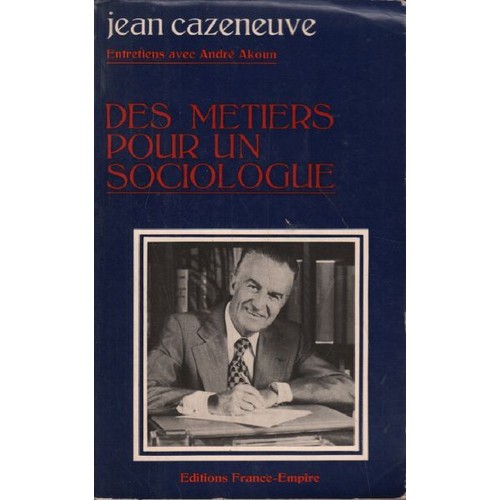 jean cazeneuve
Entretiens avec André Akoun
DES METIERS
POUR UN
SOCIOLOGUE
Editions France-Empire